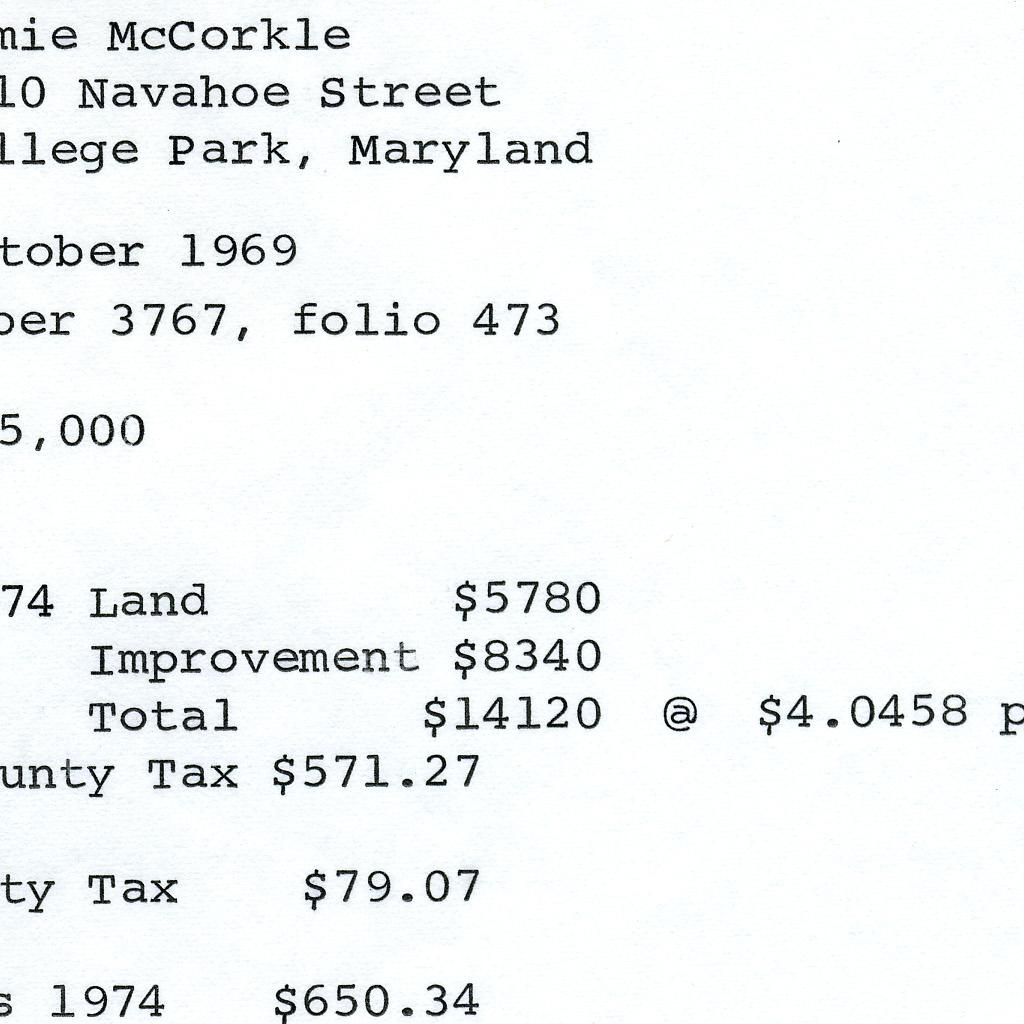 mie McCorkle
10 Navahoe Street
llege Park, Maryland
tober 1969
ber 3767, folio 473
5,000
74 Land $5780
Improvement $8340
Total $14120 @ $4.0458 p
unty Tax $571.27
ty Tax $79.07
s 1974 $650.34